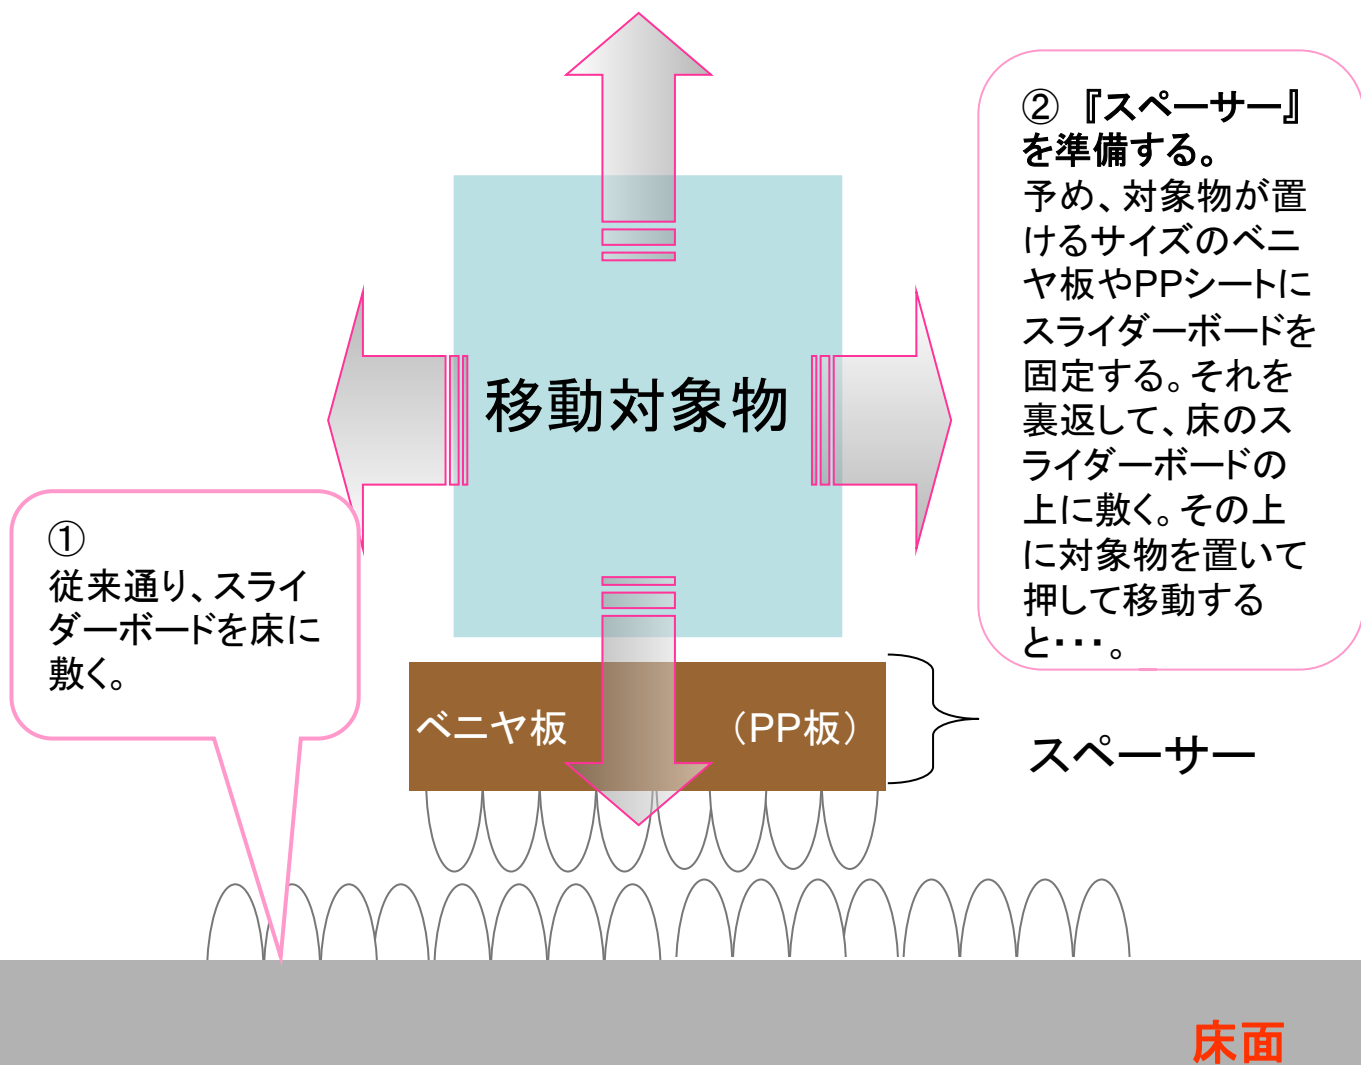 ② 『スペーサー』
を準備する。
予め、対象物が置
けるサイズのベニ
ヤ板やPPシートに
スライダーボードを
固定する。それを
裏返して、床のス
ライダーボードの
上に敷く。その上
に対象物を置いて
押して移動する
と・・・。
移動対象物
①
従来通り、スライ
ダーボードを床に
敷く。
ベニヤ板 （PP板）
スペーサー
床面